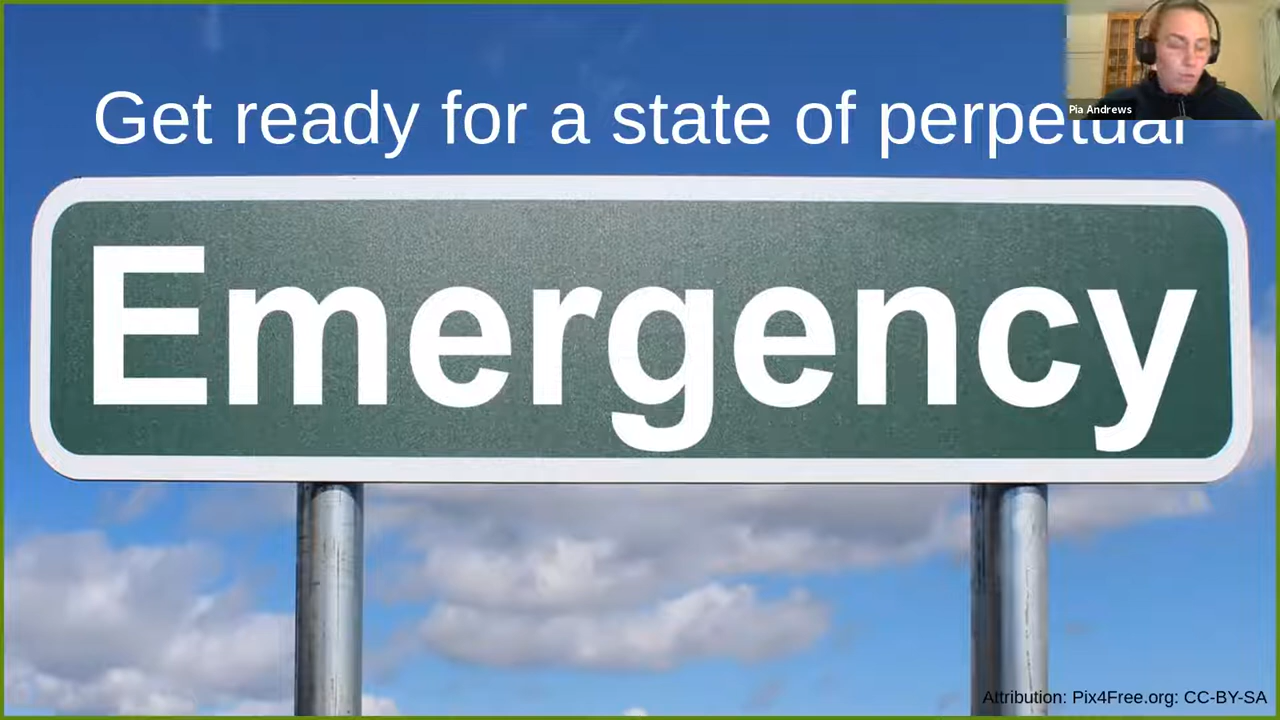 Get ready for a state of perpetual
Pia Andrews
Emergency
Attribution: Pix4Free.org: CC-BY-SA